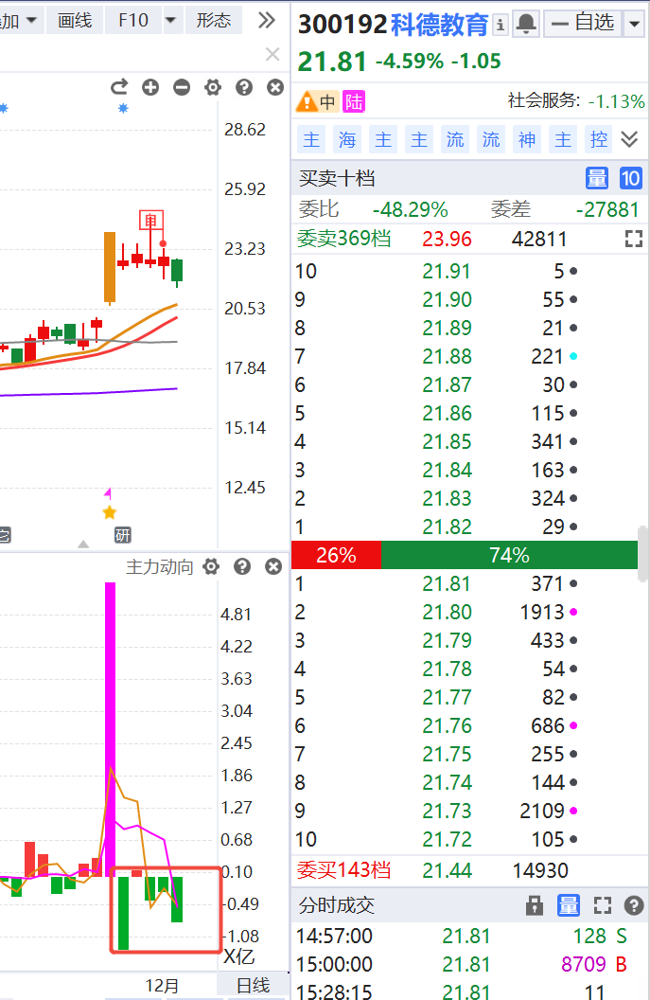 加 画线 F10 形态
300192 科德教育 自选
21.81 -4.59% -1.05
中 陆 社会服务: -1.13%
主 海 主 主 流 流 神 主 控
买卖十档 量 10
委比 -48.29% 委差 -27881
委卖369档 23.96 42811
10 21.91 5
9 21.90 55
8 21.89 21
7 21.88 221
6 21.87 30
5 21.86 115
4 21.85 341
3 21.84 163
2 21.83 324
1 21.82 29
26% 74%
1 21.81 371
2 21.80 1913
3 21.79 433
4 21.78 54
5 21.77 82
6 21.76 686
7 21.75 255
8 21.74 144
9 21.73 2109
10 21.72 105
委买143档 21.44 14930
分时成交 量
14:57:00 21.81 128 S
15:00:00 21.81 8709 B
15:28:15 21.81 11
28.62
25.92
23.23
20.53
17.84
15.14
12.45
研
主力动向
4.81
4.22
3.63
3.04
2.45
1.86
1.27
0.68
0.10
-0.49
-1.08
X亿
12月 日线